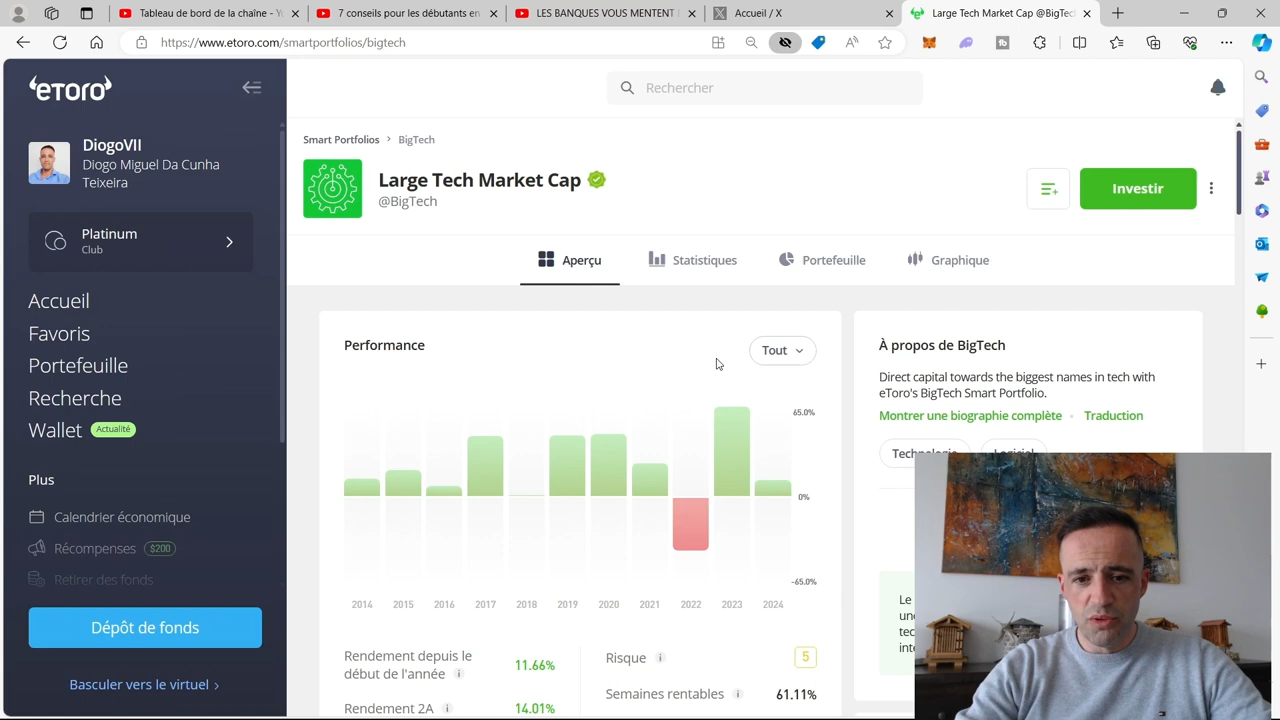 Tableau de bord de la chaîne - Y
7 conseils pour les débutants en
LES BANQUES VOUS MENTENT
Accueil / X
Large Tech Market Cap @BigTec
https://www.etoro.com/smartportfolios/bigtech
eToro
Rechercher
DiogoVII
Diogo Miguel Da Cunha
Teixeira
Platinum
Club
Accueil
Favoris
Portefeuille
Recherche
Wallet Actualité
Plus
Calendrier économique
Récompenses $200
Retirer des fonds
Dépôt de fonds
Basculer vers le virtuel >
Smart Portfolios > BigTech
Large Tech Market Cap
@BigTech
Investir
Aperçu
Statistiques
Portefeuille
Graphique
Performance
Tout
65.0%
0%
-65.0%
2014 2015 2016 2017 2018 2019 2020 2021 2022 2023 2024
Rendement depuis le
début de l'année
11.66%
Rendement 2A
14.01%
Risque
5
Semaines rentables
61.11%
À propos de BigTech
Direct capital towards the biggest names in tech with
eToro's BigTech Smart Portfolio.
Montrer une biographie complète • Traduction
Le
une
tec
inte